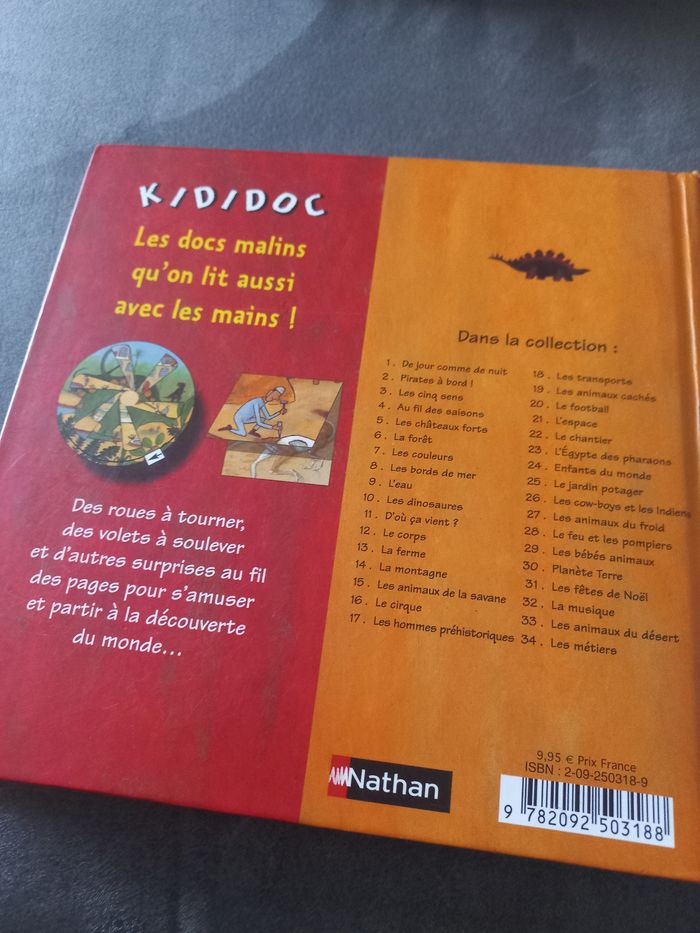 KIDIDOC
Les docs malins
qu'on lit aussi
avec les mains !
Des roues à tourner,
des volets à soulever
et d'autres surprises au fil
des pages pour s'amuser
et partir à la découverte
du monde...
Dans la collection :
1. De jour comme de nuit
2. Pirates à bord !
3. Les cinq sens
4. Au fil des saisons
5. Les châteaux forts
6. La forêt
7. Les couleurs
8. Les bords de mer
9. L'eau
10. Les dinosaures
11. D'où ça vient ?
12. Le corps
13. La ferme
14. La montagne
15. Les animaux de la savane
16. Le cirque
17. Les hommes préhistoriques
18. Les transports
19. Les animaux cachés
20. Le football
21. L'espace
22. Le chantier
23. L'Égypte des pharaons
24. Enfants du monde
25. Le jardin potager
26. Les cow-boys et les Indiens
27. Les animaux du froid
28. Le feu et les pompiers
29. Les bébés animaux
30. Planète Terre
31. Les fêtes de Noël
32. La musique
33. Les animaux du désert
34. Les métiers
Nathan
9,95 € Prix France
ISBN : 2-09-250318-9
9 782092 503188